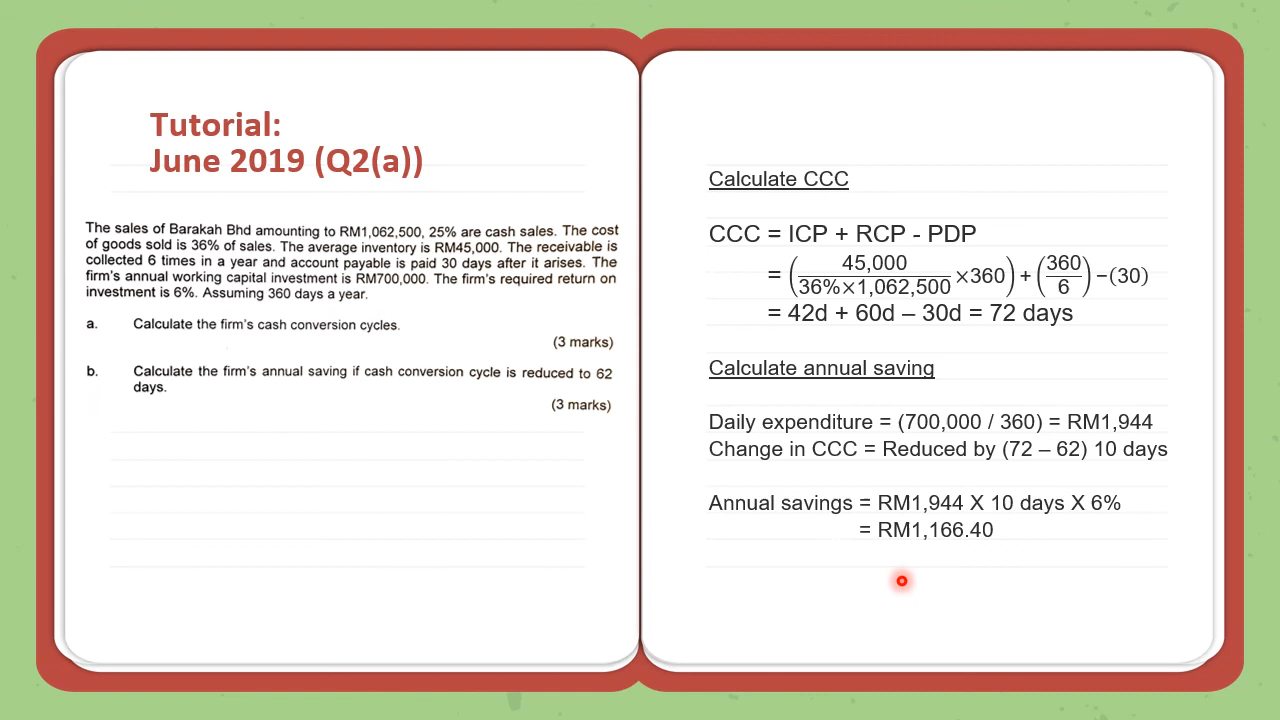 Tutorial:
June 2019 (Q2(a))
The sales of Barakah Bhd amounting to RM1,062,500, 25% are cash sales. The cost
of goods sold is 36% of sales. The average inventory is RM45,000. The receivable is
collected 6 times in a year and account payable is paid 30 days after it arises. The
firm's annual working capital investment is RM700,000. The firm's required return on
investment is 6%. Assuming 360 days a year.
a. Calculate the firm's cash conversion cycles.
(3 marks)
b. Calculate the firm's annual saving if cash conversion cycle is reduced to 62
days.
(3 marks)
Calculate CCC
CCC = ICP + RCP - PDP
= (45,000 / 36%×1,062,500 ×360) + (360 / 6) −(30)
= 42d + 60d – 30d = 72 days
Calculate annual saving
Daily expenditure = (700,000 / 360) = RM1,944
Change in CCC = Reduced by (72 – 62) 10 days
Annual savings = RM1,944 X 10 days X 6%
= RM1,166.40